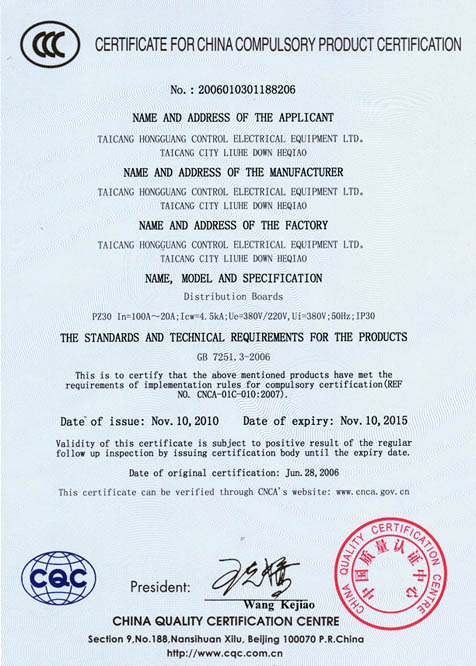 CCC
CERTIFICATE FOR CHINA COMPULSORY PRODUCT CERTIFICATION
No. : 2006010301188206
NAME AND ADDRESS OF THE APPLICANT
TAICANG HONGGUANG CONTROL ELECTRICAL EQUIPMENT LTD。
TAICANG CITY LIUHE DOWN HEQIAO
NAME AND ADDRESS OF THE MANUFACTURER
TAICANG HONGGUANG CONTROL ELECTRICAL EQUIPMENT LTD。
TAICANG CITY LIUHE DOWN HEQIAO
NAME AND ADDRESS OF THE FACTORY
TAICANG HONGGUANG CONTROL ELECTRICAL EQUIPMENT LTD。
TAICANG CITY LIUHE DOWN HEQIAO
NAME, MODEL AND SPECIFICATION
Distribution Boards
PZ30 In=100A～20A;Icw=4.5kA;Ue=380V/220V,Ui=380V;50Hz;IP30
THE STANDARDS AND TECHNICAL REQUIREMENTS FOR THE PRODUCTS
GB 7251.3-2006
This is to certify that the above mentioned products have met the
requirements of implementation rules for compulsory certification(REF
NO. CNCA-01C-010:2007).
Date of issue: Nov.10,2010 Date of expiry: Nov.10,2015
Validity of this certificate is subject to positive result of the regular
follow up inspection by issuing certification body until the expiry date.
Date of original certification: Jun.28,2006
This certificate can be verified through CNCA's website: www.cnca.gov.cn
CHINA QUALITY CERTIFICATION CENTRE
中国质量认证中心
CQC
President:
Wang Kejiao
CHINA QUALITY CERTIFICATION CENTRE
Section 9,No.188,Nansihuan Xilu, Beijing 100070 P.R.China
http://www.cqc.com.cn